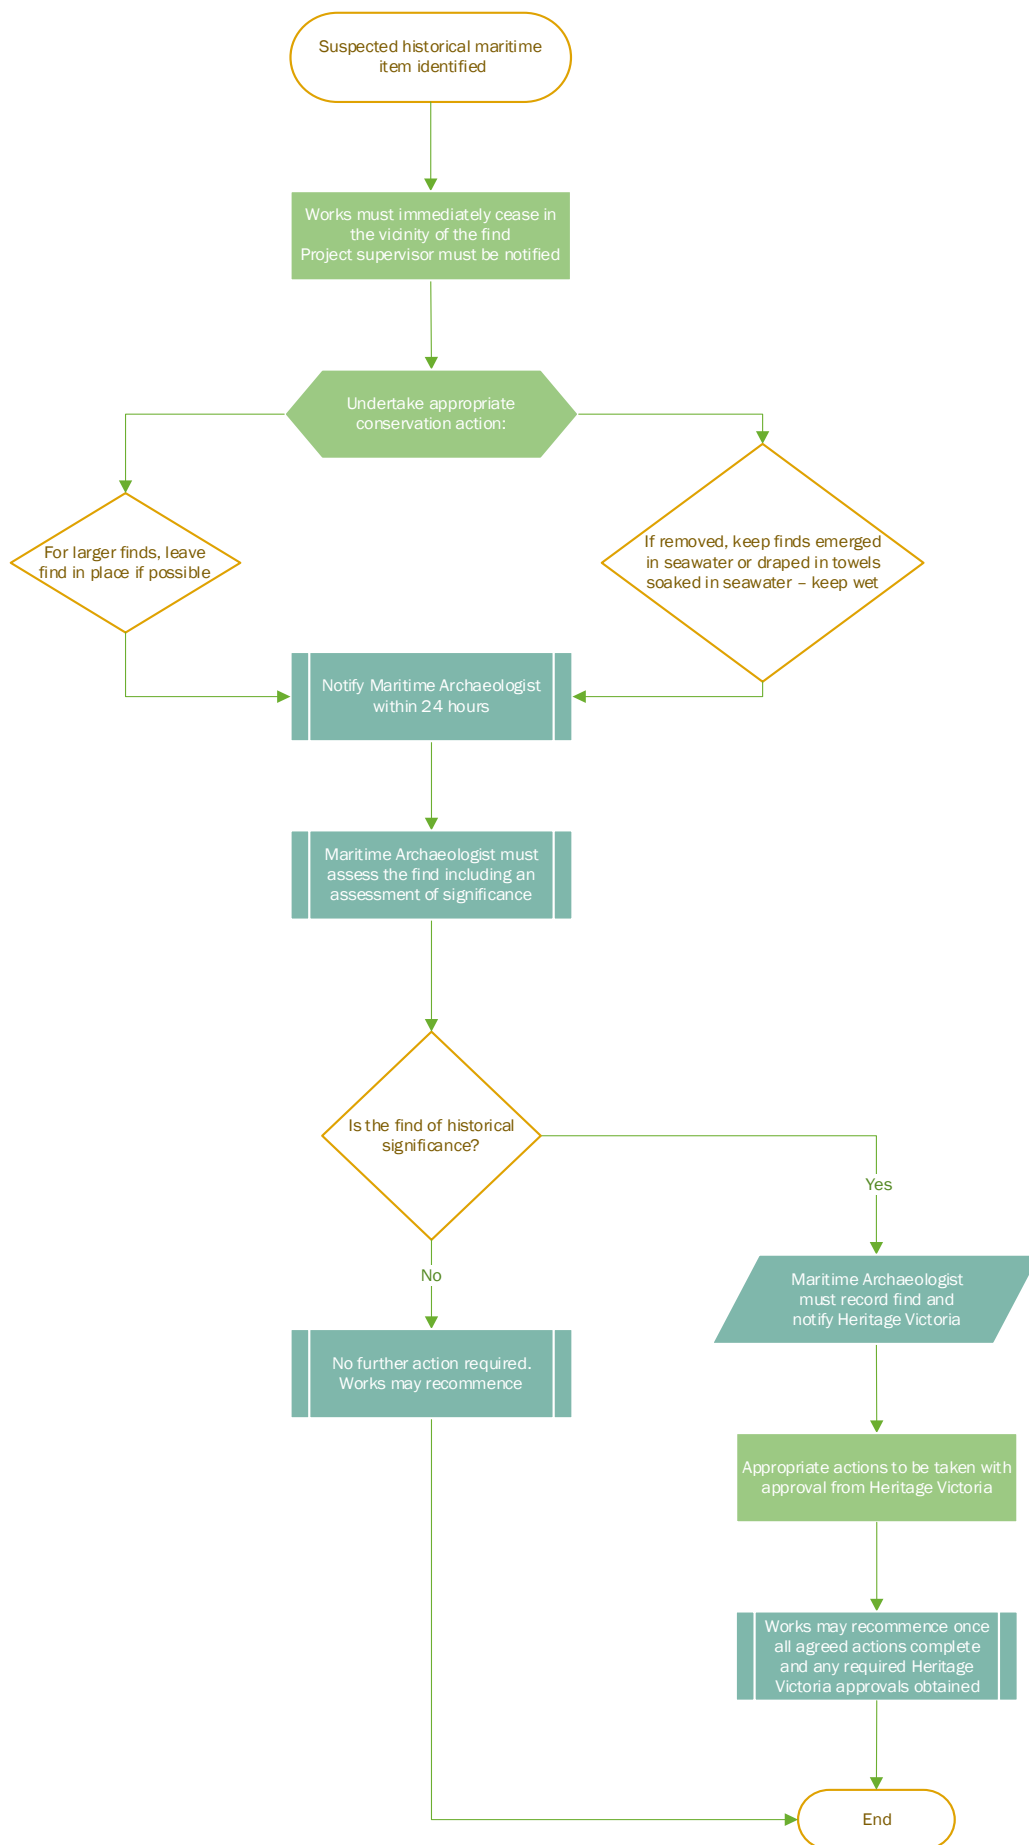 Suspected historical maritime
item identified
Works must immediately cease in
the vicinity of the find
Project supervisor must be notified
Undertake appropriate
conservation action:
For larger finds, leave
find in place if possible
If removed, keep finds emerged
in seawater or draped in towels
soaked in seawater – keep wet
Notify Maritime Archaeologist
within 24 hours
Maritime Archaeologist must
assess the find including an
assessment of significance
Is the find of historical
significance?
Yes
No
Maritime Archaeologist
must record find and
notify Heritage Victoria
No further action required.
Works may recommence
Appropriate actions to be taken with
approval from Heritage Victoria
Works may recommence once
all agreed actions complete
and any required Heritage
Victoria approvals obtained
End